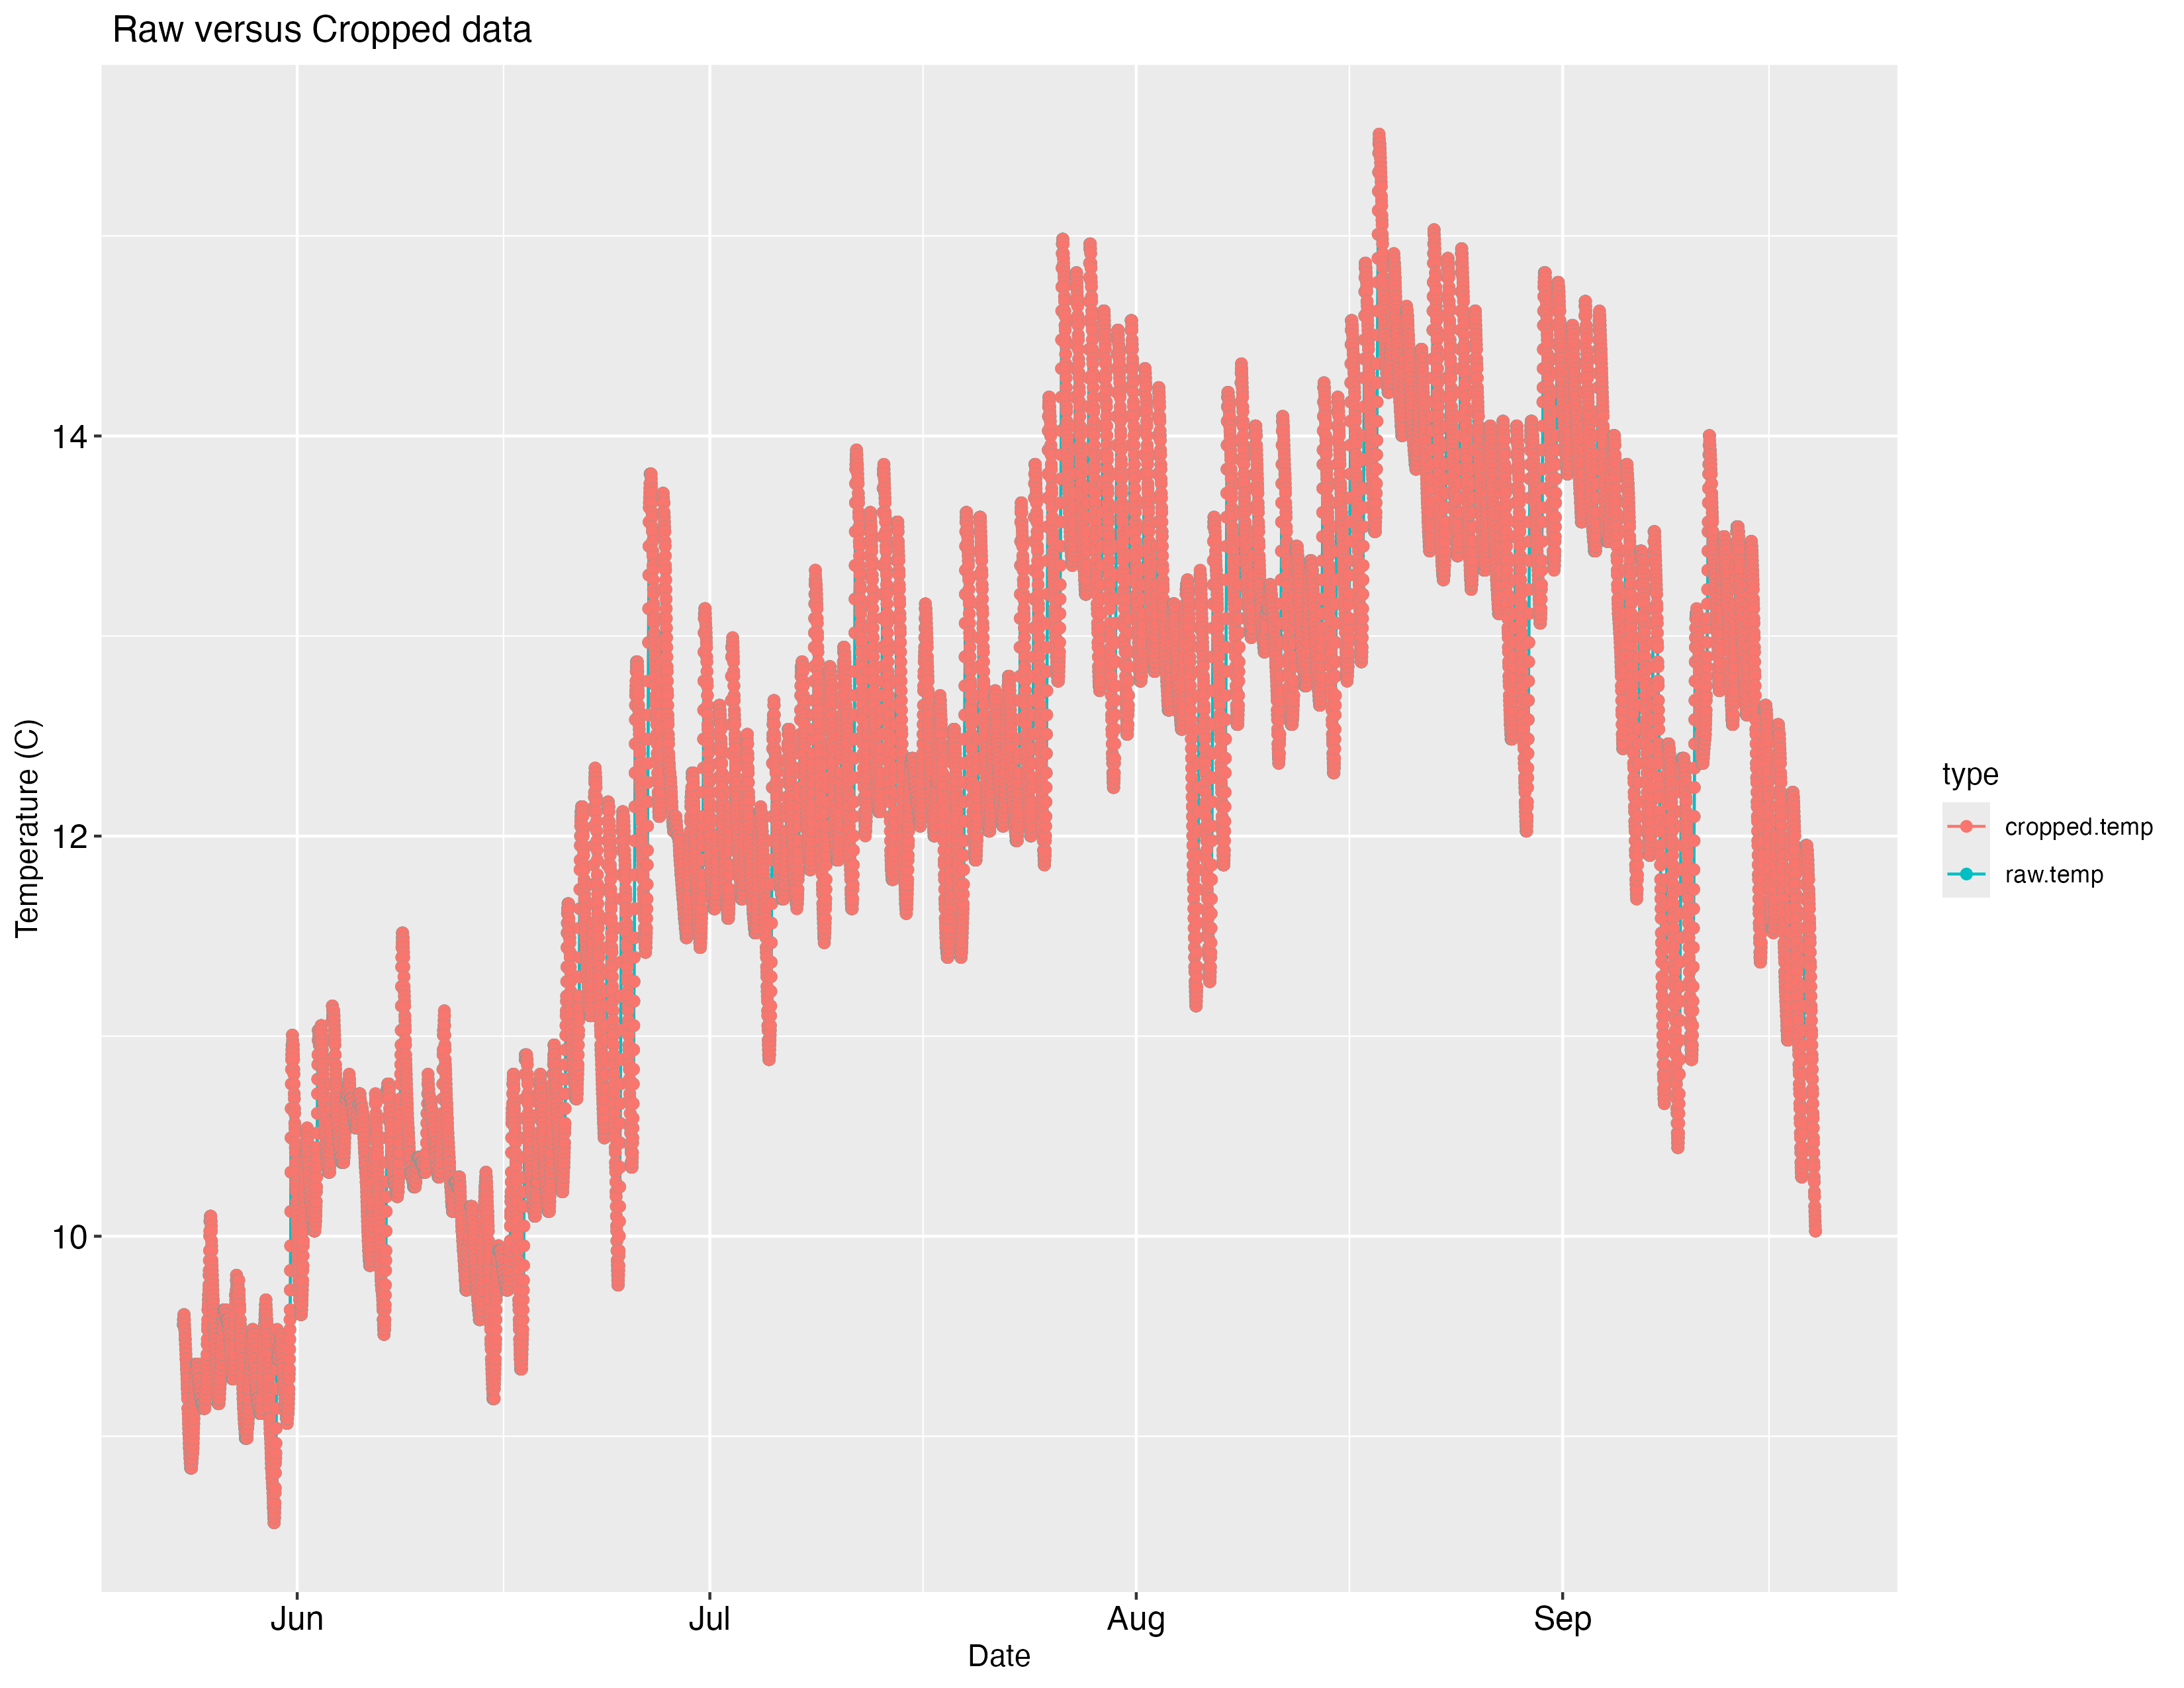 Raw versus Cropped data
Temperature (C)
14
12
10
Jun
Jul
Aug
Sep
Date
type
cropped.temp
raw.temp